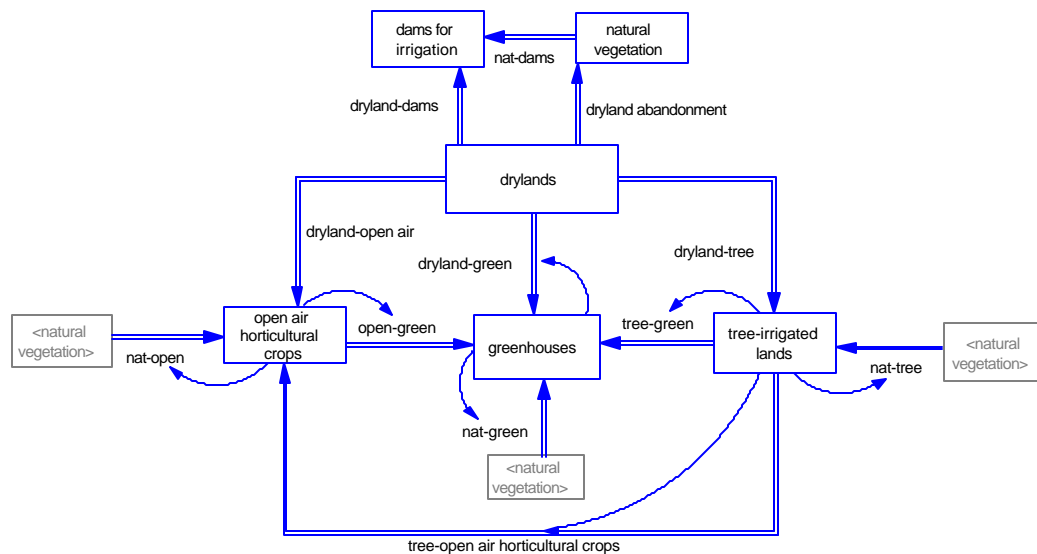 dams for
irrigation
natural
vegetation
nat-dams
dryland-dams
dryland abandonment
drylands
dryland-open air
dryland-green
dryland-tree
<natural
vegetation>
nat-open
open air
horticultural
crops
open-green
greenhouses
tree-green
tree-irrigated
lands
nat-tree
<natural
vegetation>
nat-green
<natural
vegetation>
tree-open air horticultural crops